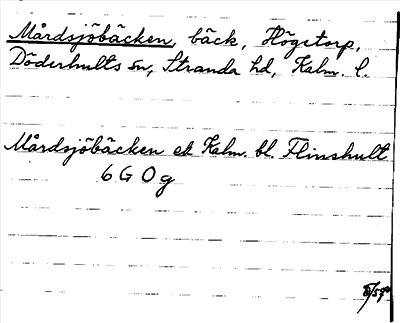 Mårdsjöbäcken, bäck, Högetorp,
Döderhults sn, Stranda hd, Kalm. l.
Mårdsjöbäcken ek Kalm. bl. Flinshult
6 G 0 g